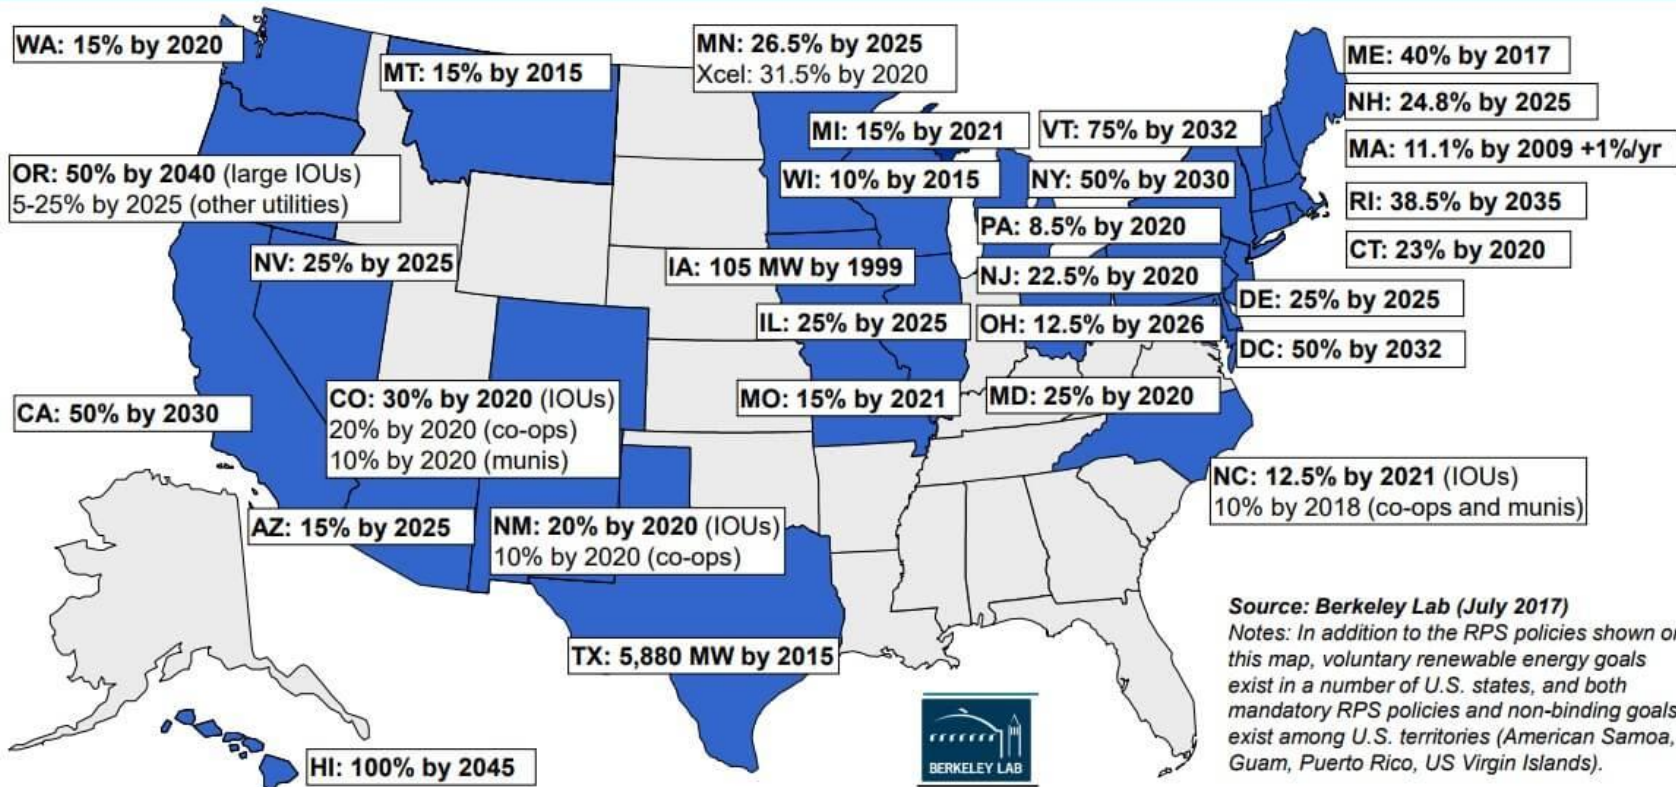 WA: 15% by 2020
MT: 15% by 2015
MN: 26.5% by 2025
Xcel: 31.5% by 2020
ME: 40% by 2017
NH: 24.8% by 2025
MI: 15% by 2021
VT: 75% by 2032
MA: 11.1% by 2009 +1%/yr
OR: 50% by 2040 (large IOUs)
5-25% by 2025 (other utilities)
WI: 10% by 2015
NY: 50% by 2030
RI: 38.5% by 2035
PA: 8.5% by 2020
CT: 23% by 2020
NV: 25% by 2025
IA: 105 MW by 1999
NJ: 22.5% by 2020
DE: 25% by 2025
IL: 25% by 2025
OH: 12.5% by 2026
DC: 50% by 2032
CA: 50% by 2030
CO: 30% by 2020 (IOUs)
20% by 2020 (co-ops)
10% by 2020 (munis)
MO: 15% by 2021
MD: 25% by 2020
NC: 12.5% by 2021 (IOUs)
10% by 2018 (co-ops and munis)
AZ: 15% by 2025
NM: 20% by 2020 (IOUs)
10% by 2020 (co-ops)
TX: 5,880 MW by 2015
HI: 100% by 2045
Source: Berkeley Lab (July 2017)
Notes: In addition to the RPS policies shown
this map, voluntary renewable energy goals
exist in a number of U.S. states, and both
mandatory RPS policies and non-binding goals
exist among U.S. territories (American Samoa,
Guam, Puerto Rico, US Virgin Islands).
BERKELEY LAB